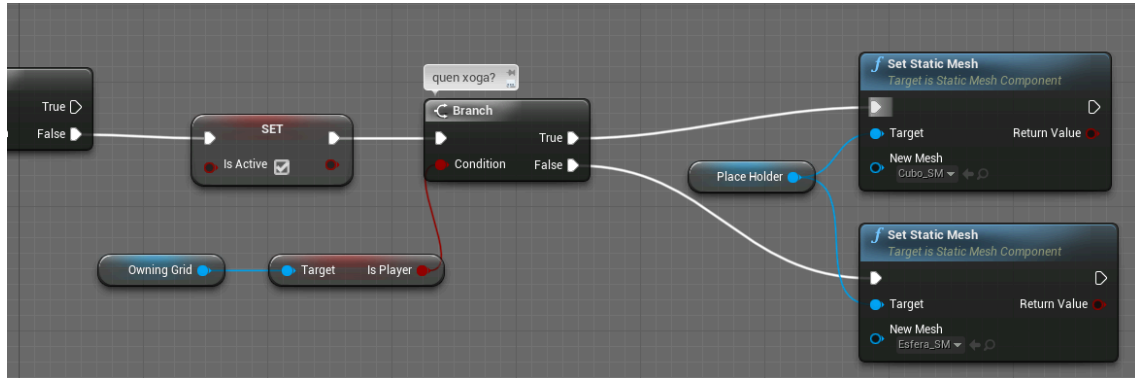 True
False
SET
Is Active
quen xoga?
Branch
True
Condition
False
Owning Grid
Target
Is Player
Place Holder
Set Static Mesh
Target is Static Mesh Component
Target
Return Value
New Mesh
Cubo_SM
Set Static Mesh
Target is Static Mesh Component
Target
Return Value
New Mesh
Esfera_SM